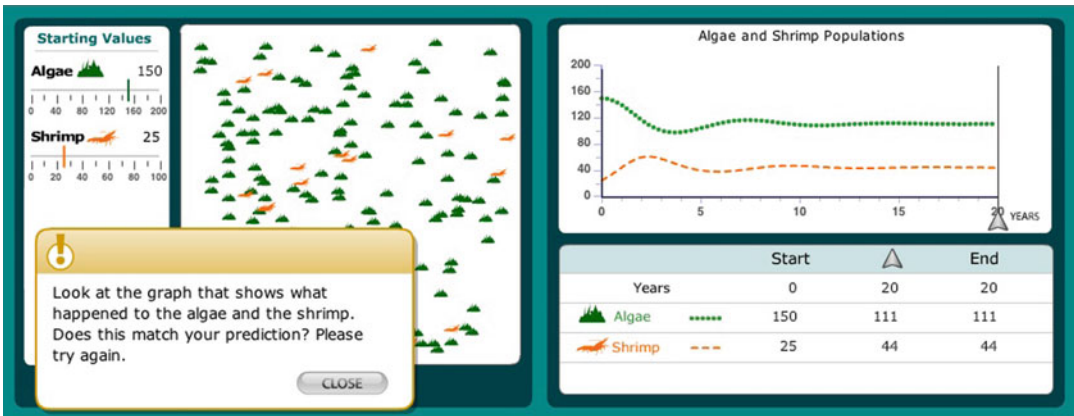 Starting Values
Algae 150
0 40 80 120 160 200
Shrimp 25
0 20 40 60 80 100
!
Look at the graph that shows what
happened to the algae and the shrimp.
Does this match your prediction? Please
try again.
CLOSE
Algae and Shrimp Populations
200
160
120
80
40
0
0 5 10 15 20 YEARS
Start End
Years 0 20 20
Algae 150 111 111
Shrimp 25 44 44